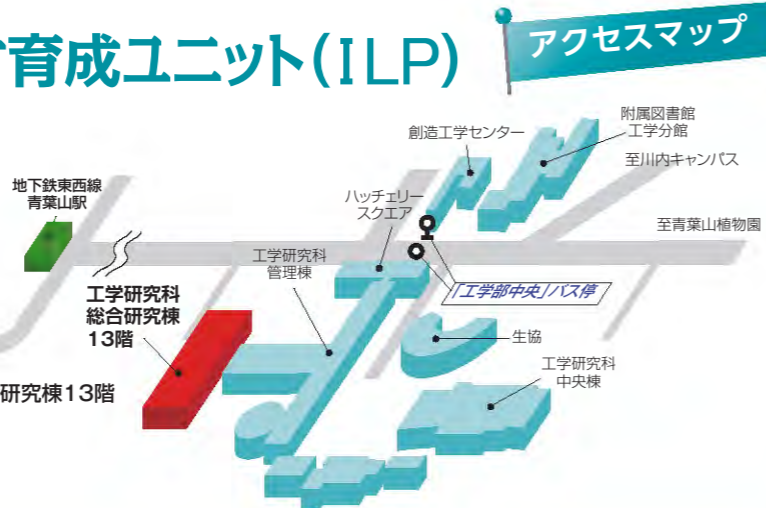 育成ユニット(ILP)
アクセスマップ
附属図書館
工学分館
創造工学センター
至川内キャンパス
地下鉄東西線
青葉山駅
ハッチェリー
スクエア
至青葉山植物園
工学研究科
管理棟
工学研究科
総合研究棟
13階
「工学部中央」バス停
生協
研究棟13階
工学研究科
中央棟